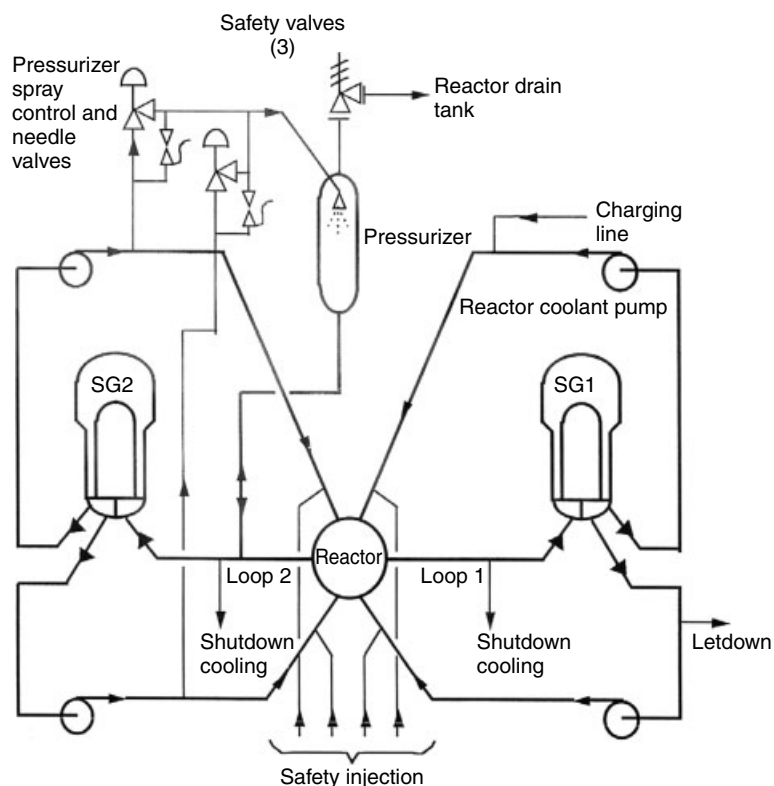 Safety valves
(3)
Pressurizer
spray
control and
needle
valves
Reactor drain
tank
Pressurizer
Charging
line
Reactor coolant pump
SG2
SG1
Reactor
Loop 2
Loop 1
Shutdown
cooling
Shutdown
cooling
Letdown
Safety injection